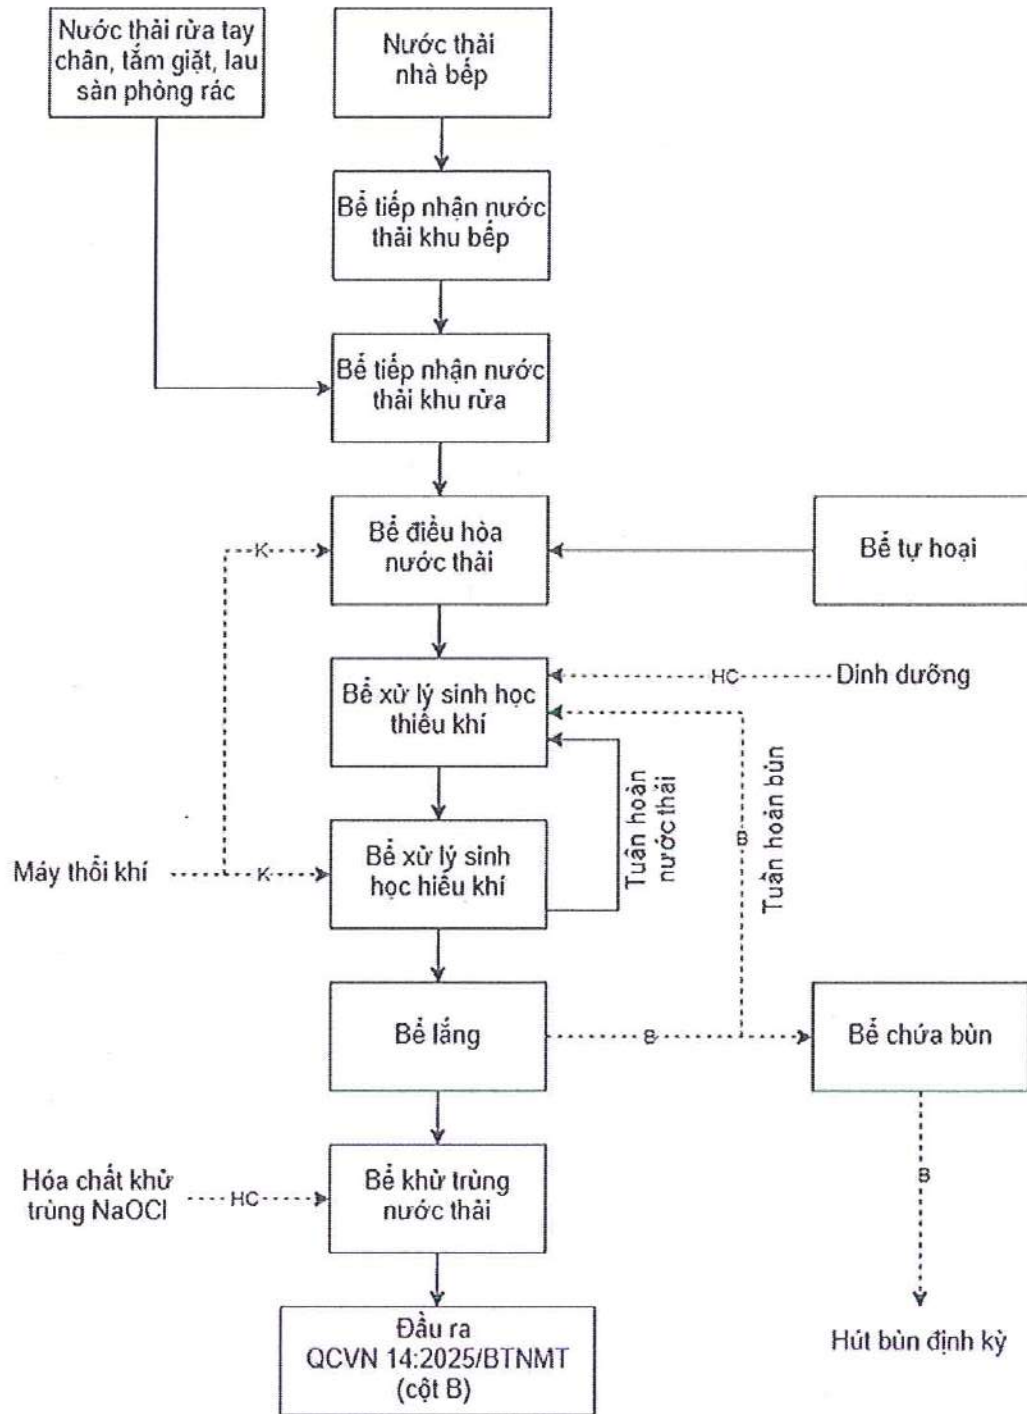 Nước thải rửa tay
chân, tắm giặt, lau
sàn phòng rác
Nước thải
nhà bếp
Bể tiếp nhận nước
thải khu bếp
Bể tiếp nhận nước
thải khu rửa
Bể điều hòa
nước thải
K
Bể tự hoại
Bể xử lý sinh học
thiếu khí
HC
Dinh dưỡng
Tuần hoàn
nước thải
B
Tuần hoàn bùn
Máy thổi khí
K
Bể xử lý sinh
học hiếu khí
Bể lắng
B
Bể chứa bùn
Hóa chất khử
trùng NaOCl
HC
Bể khử trùng
nước thải
B
Đầu ra
QCVN 14:2025/BTNMT
(cột B)
Hút bùn định kỳ